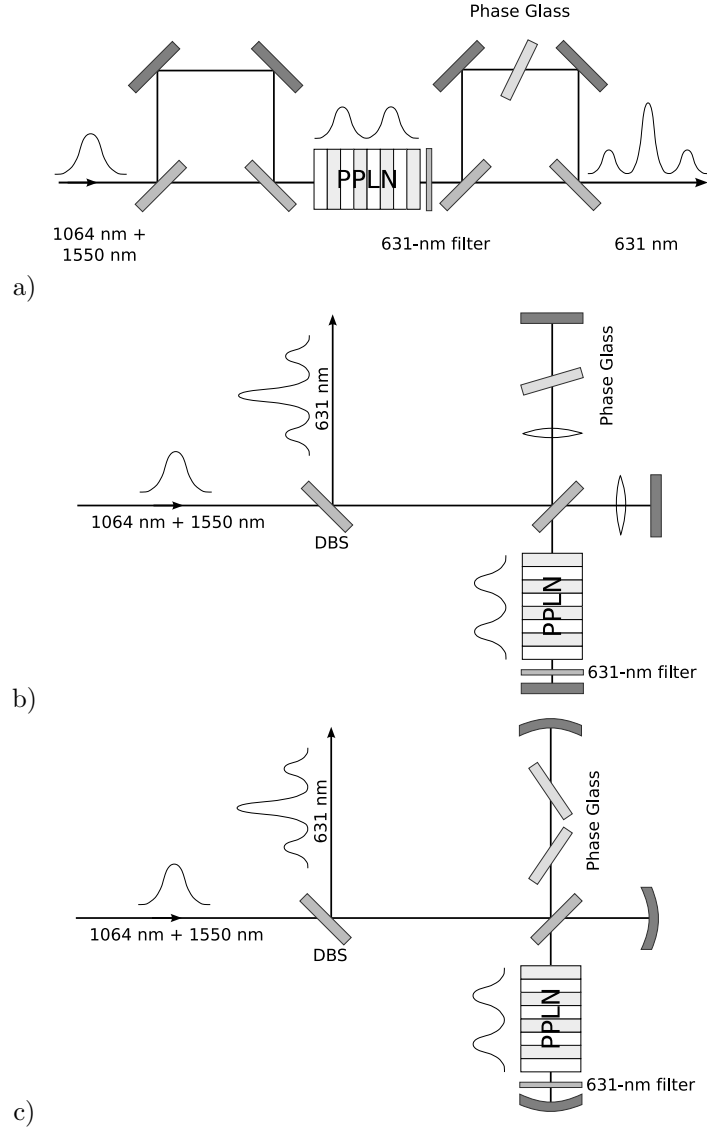 Phase Glass
PPLN
1064 nm +
1550 nm
631-nm filter
631 nm
a)
631 nm
Phase Glass
1064 nm + 1550 nm
DBS
PPLN
631-nm filter
b)
631 nm
Phase Glass
1064 nm + 1550 nm
DBS
PPLN
631-nm filter
c)